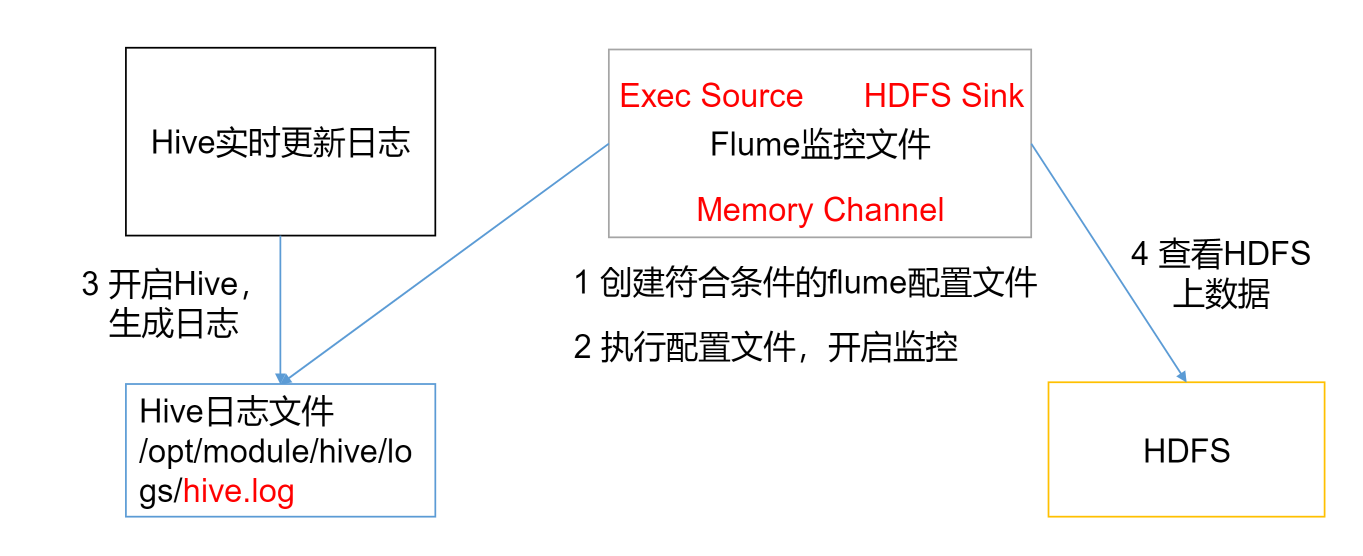 Hive实时更新日志
Exec Source
HDFS Sink
Flume监控文件
Memory Channel
3 开启Hive，
生成日志
1 创建符合条件的flume配置文件
2 执行配置文件，开启监控
4 查看HDFS
上数据
Hive日志文件
/opt/module/hive/lo
gs/hive.log
HDFS